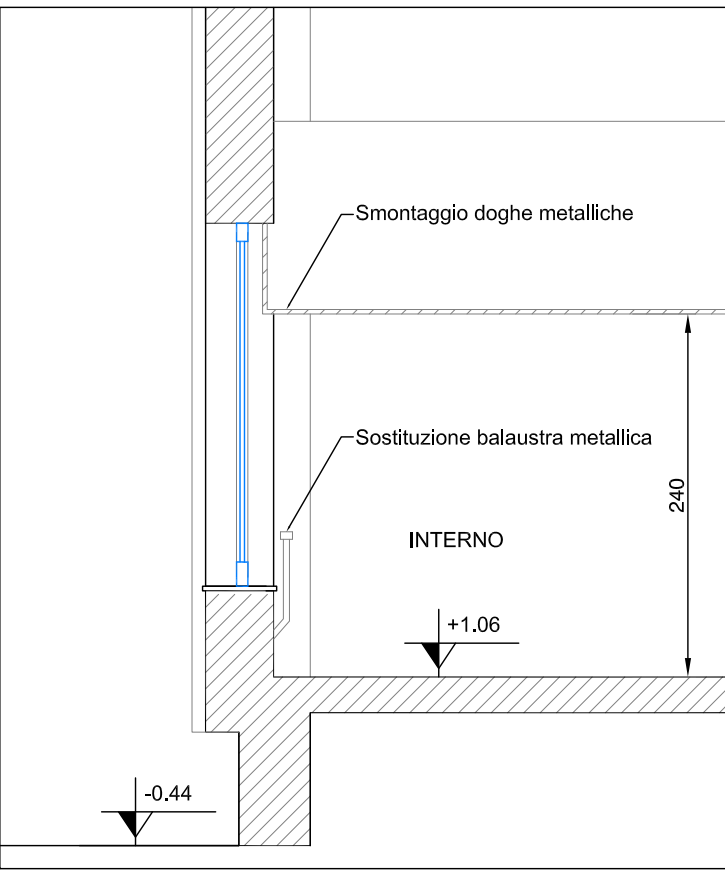 Smontaggio doghe metalliche
Sostituzione balaustra metallica
240
INTERNO
+1.06
-0.44